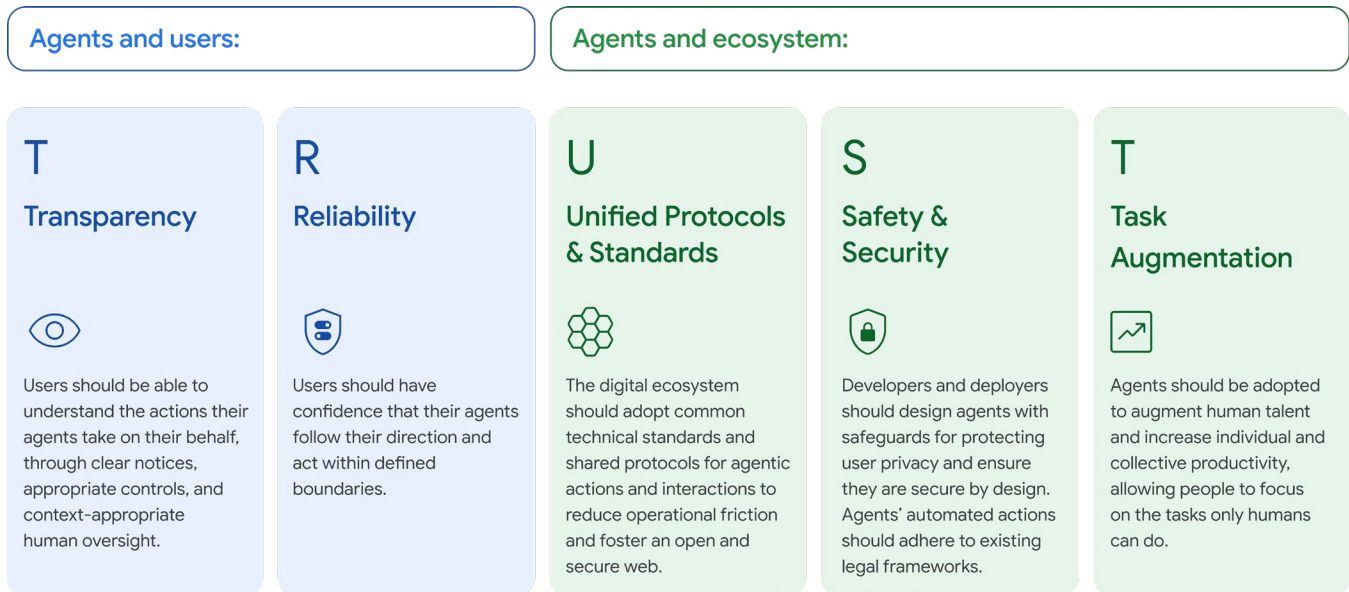 Agents and users:
Agents and ecosystem:
T
Transparency
Users should be able to
understand the actions their
agents take on their behalf,
through clear notices,
appropriate controls, and
context-appropriate
human oversight.
R
Reliability
Users should have
confidence that their agents
follow their direction and
act within defined
boundaries.
U
Unified Protocols
& Standards
The digital ecosystem
should adopt common
technical standards and
shared protocols for agentic
actions and interactions to
reduce operational friction
and foster an open and
secure web.
S
Safety &
Security
Developers and deployers
should design agents with
safeguards for protecting
user privacy and ensure
they are secure by design.
Agents’ automated actions
should adhere to existing
legal frameworks.
T
Task
Augmentation
Agents should be adopted
to augment human talent
and increase individual and
collective productivity,
allowing people to focus
on the tasks only humans
can do.